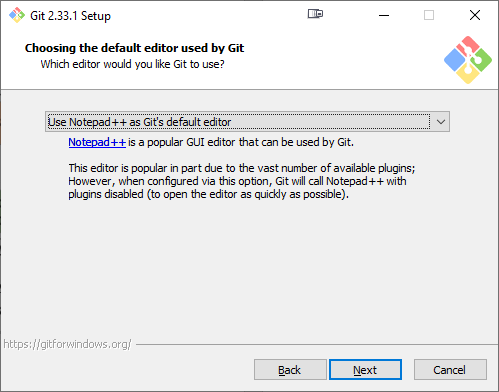 Git 2.33.1 Setup
Choosing the default editor used by Git
Which editor would you like Git to use?
Use Notepad++ as Git's default editor
Notepad++ is a popular GUI editor that can be used by Git.
This editor is popular in part due to the vast number of available plugins;
However, when configured via this option, Git will call Notepad++ with
plugins disabled (to open the editor as quickly as possible).
https://gitforwindows.org/
Back
Next
Cancel